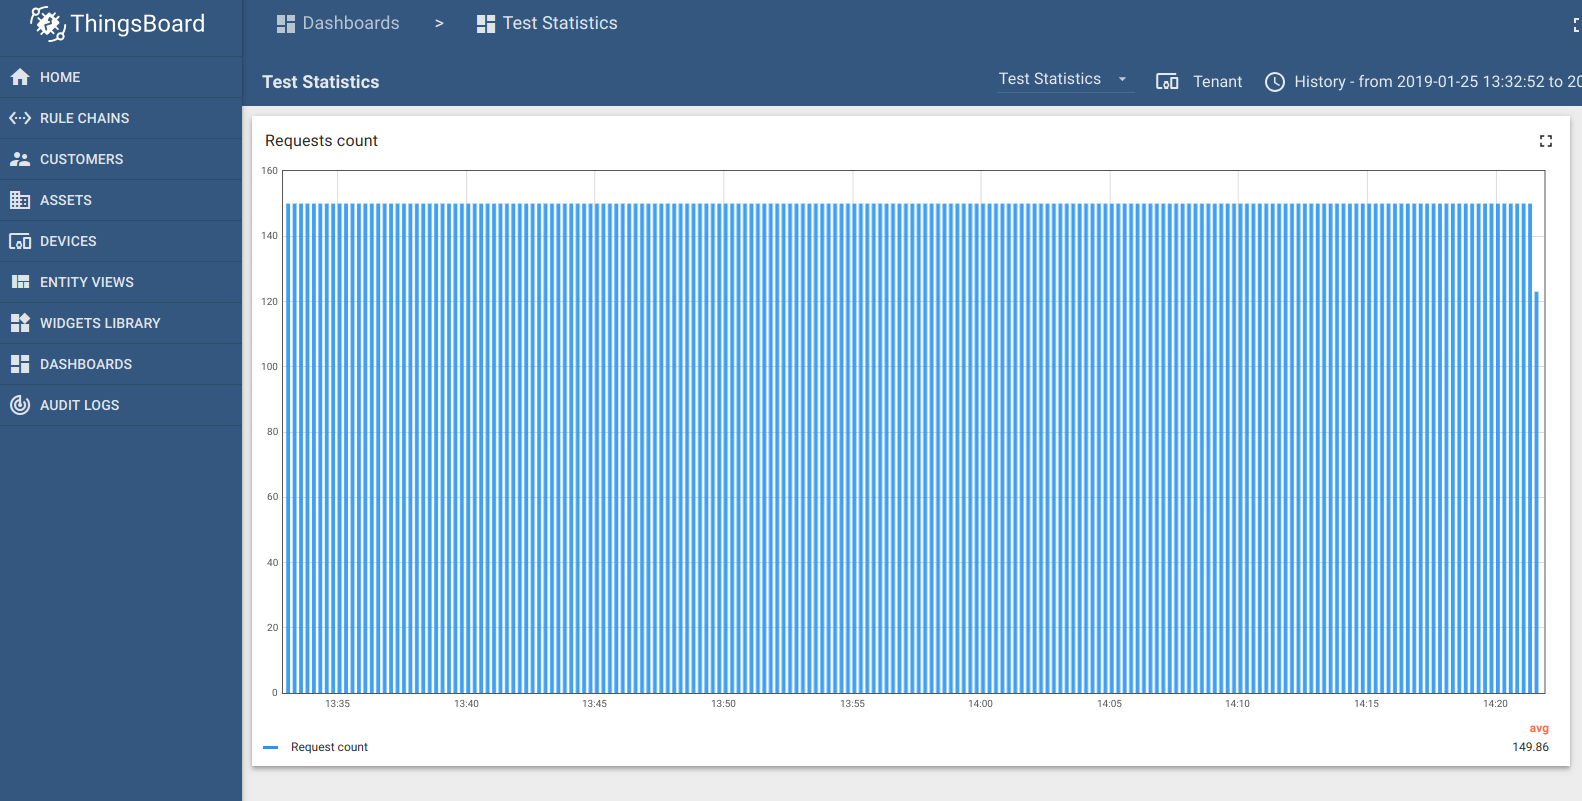 ThingsBoard
Dashboards > Test Statistics
HOME
RULE CHAINS
CUSTOMERS
ASSETS
DEVICES
ENTITY VIEWS
WIDGETS LIBRARY
DASHBOARDS
AUDIT LOGS
Test Statistics
Test Statistics Tenant History - from 2019-01-25 13:32:52 to 20
Requests count
160
140
120
100
80
60
40
20
0
13:35 13:40 13:45 13:50 13:55 14:00 14:05 14:10 14:15 14:20
avg
Request count 149.86